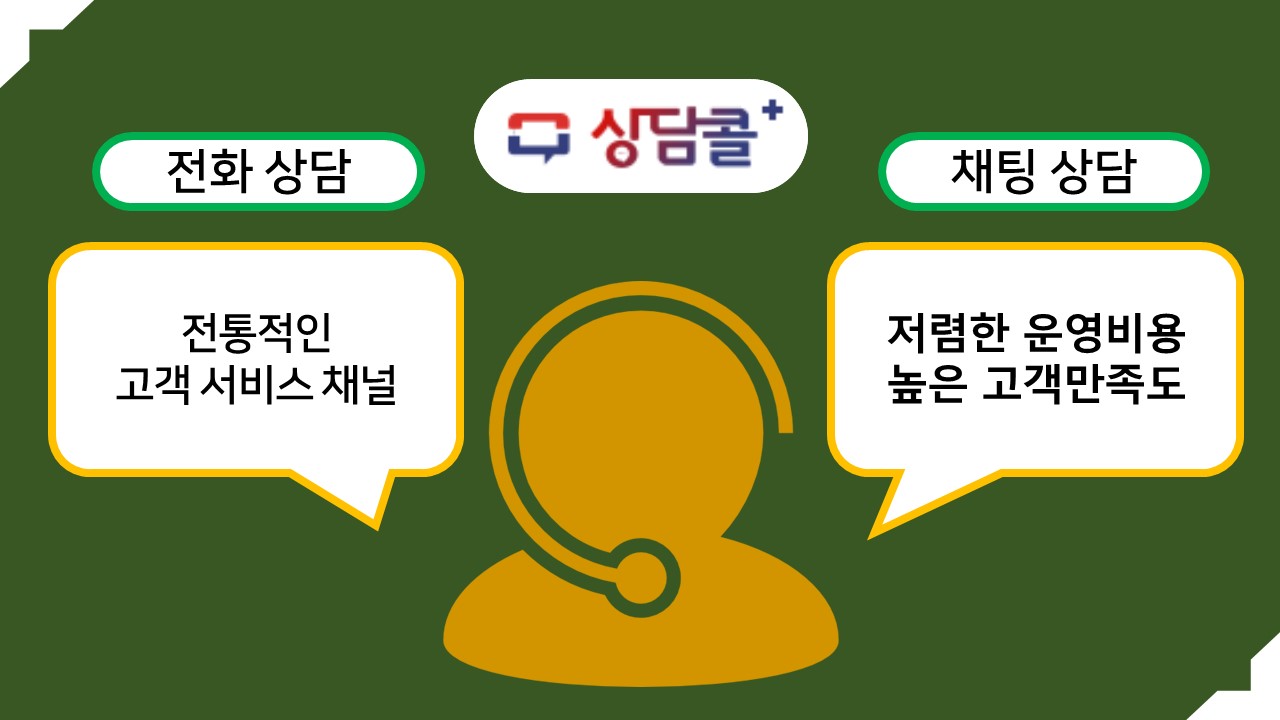 상담콜+
전화 상담
채팅 상담
전통적인
고객 서비스 채널
저렴한 운영비용
높은 고객만족도